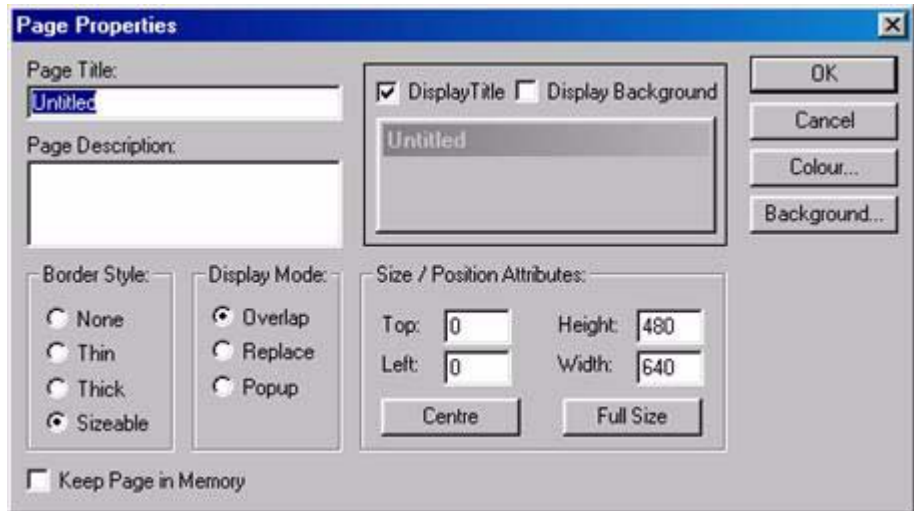 Page Properties
Page Title:
Untitled
Page Description:
DisplayTitle Display Background
Untitled
OK
Cancel
Colour...
Background...
Border Style:
None
Thin
Thick
Sizeable
Display Mode:
Overlap
Replace
Popup
Size / Position Attributes:
Top: 0 Height: 480
Left: 0 Width: 640
Centre Full Size
Keep Page in Memory